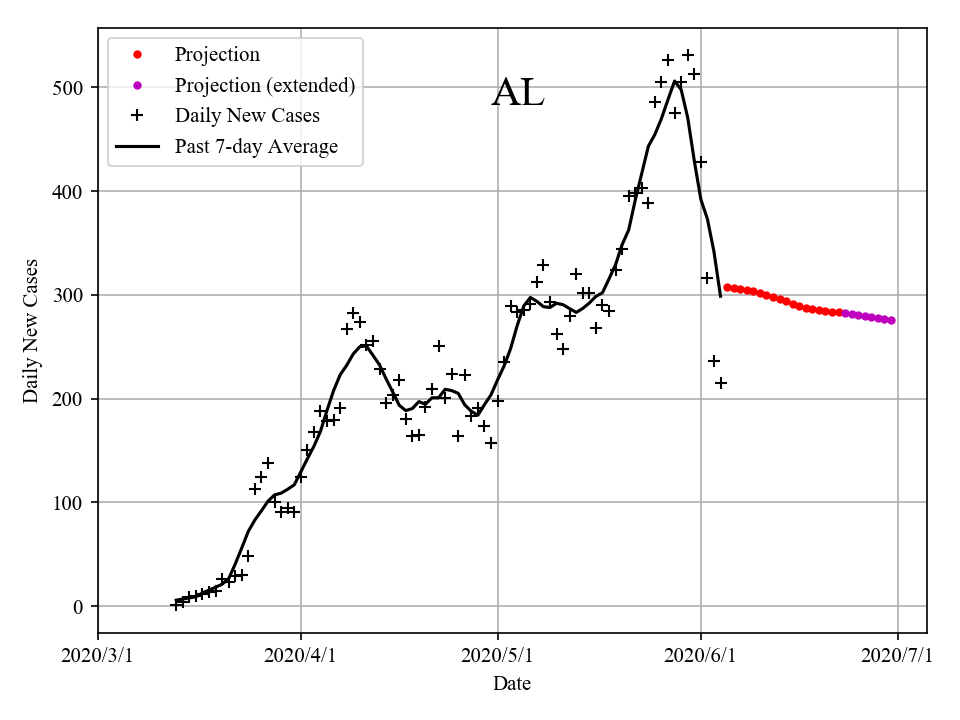 Projection
Projection (extended)
Daily New Cases
Past 7-day Average
AL
500
400
300
200
100
0
Daily New Cases
2020/3/1 2020/4/1 2020/5/1 2020/6/1 2020/7/1
Date